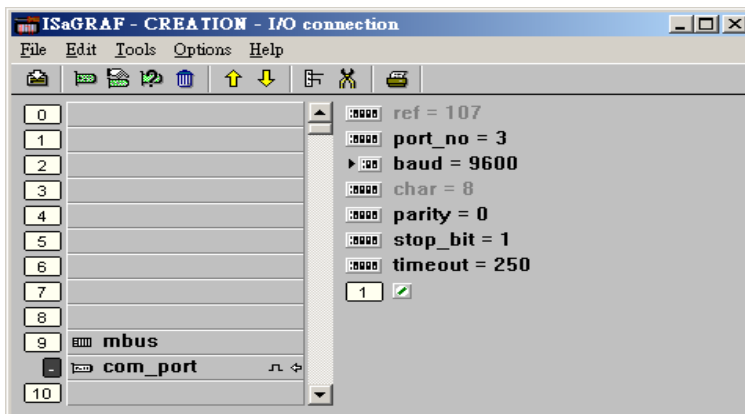 ISaGRAF - CREATION - I/O connection
File Edit Tools Options Help
0
1
2
3
4
5
6
7
8
9 mbus
- com_port
10
ref = 107
port_no = 3
baud = 9600
char = 8
parity = 0
stop_bit = 1
timeout = 250
1